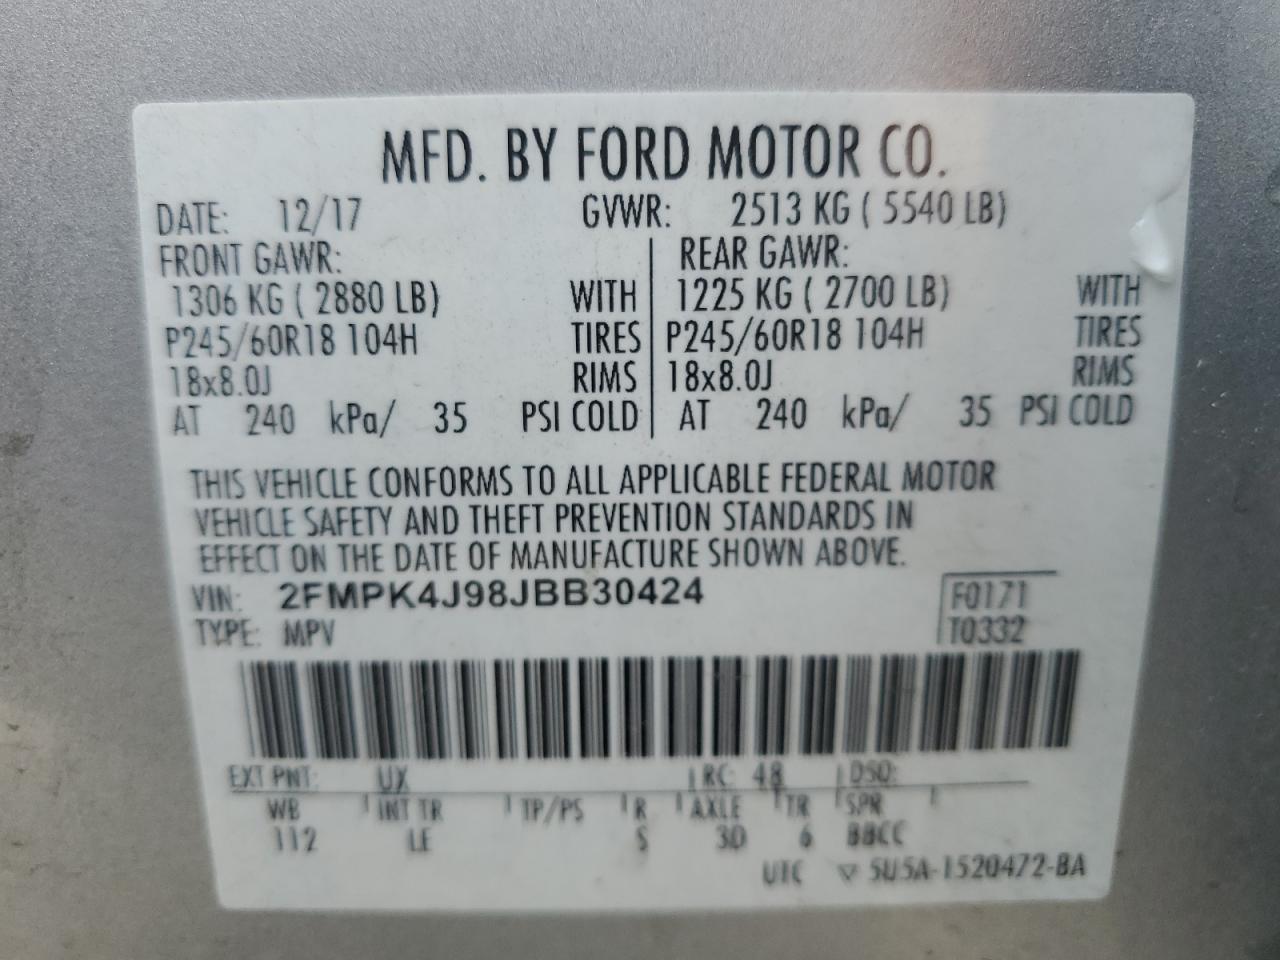 MFD. BY FORD MOTOR CO.
DATE: 12/17 GVWR: 2513 KG ( 5540 LB)
FRONT GAWR: REAR GAWR:
1306 KG ( 2880 LB) WITH 1225 KG ( 2700 LB) WITH
P245/60R18 104H TIRES P245/60R18 104H TIRES
18x8.0J RIMS 18x8.0J RIMS
AT 240 kPa/ 35 PSI COLD AT 240 kPa/ 35 PSI COLD
THIS VEHICLE CONFORMS TO ALL APPLICABLE FEDERAL MOTOR
VEHICLE SAFETY AND THEFT PREVENTION STANDARDS IN
EFFECT ON THE DATE OF MANUFACTURE SHOWN ABOVE.
VIN: 2FMPK4J98JBB30424 F0171
TYPE: MPV T0332
EXT PNT: UX RC: 48 DSO:
WB INT TR TP/PS R AXLE TR SPR
112 LE S 3D 6 BBCC
UTC ▽ 5U5A-1520472-BA